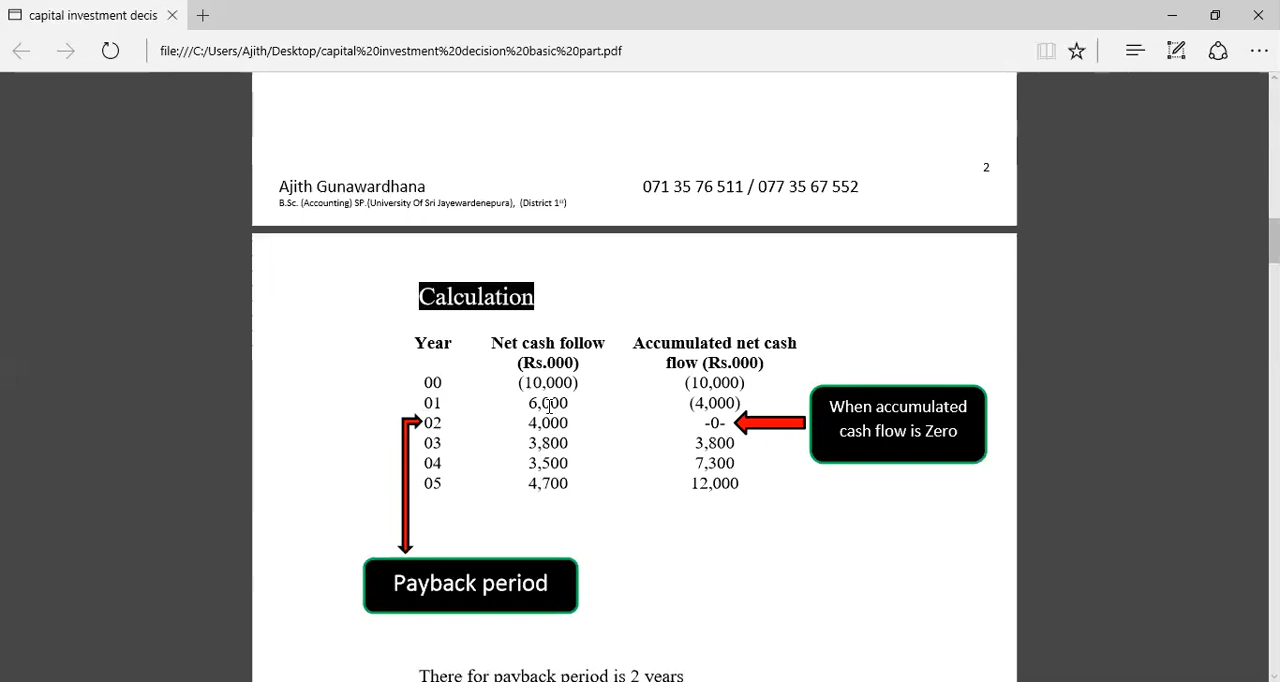 capital investment decis
file:///C:/Users/Ajith/Desktop/capital%20investment%20decision%20basic%20part.pdf
2
Ajith Gunawardhana 071 35 76 511 / 077 35 67 552
B.Sc. (Accounting) SP.(University Of Sri Jayewardenepura), (District 1st)
Calculation
Year Net cash follow Accumulated net cash
(Rs.000) flow (Rs.000)
00 (10,000) (10,000)
01 6,000 (4,000)
02 4,000 -0-
03 3,800 3,800
04 3,500 7,300
05 4,700 12,000
When accumulated
cash flow is Zero
Payback period
There for payback period is 2 years